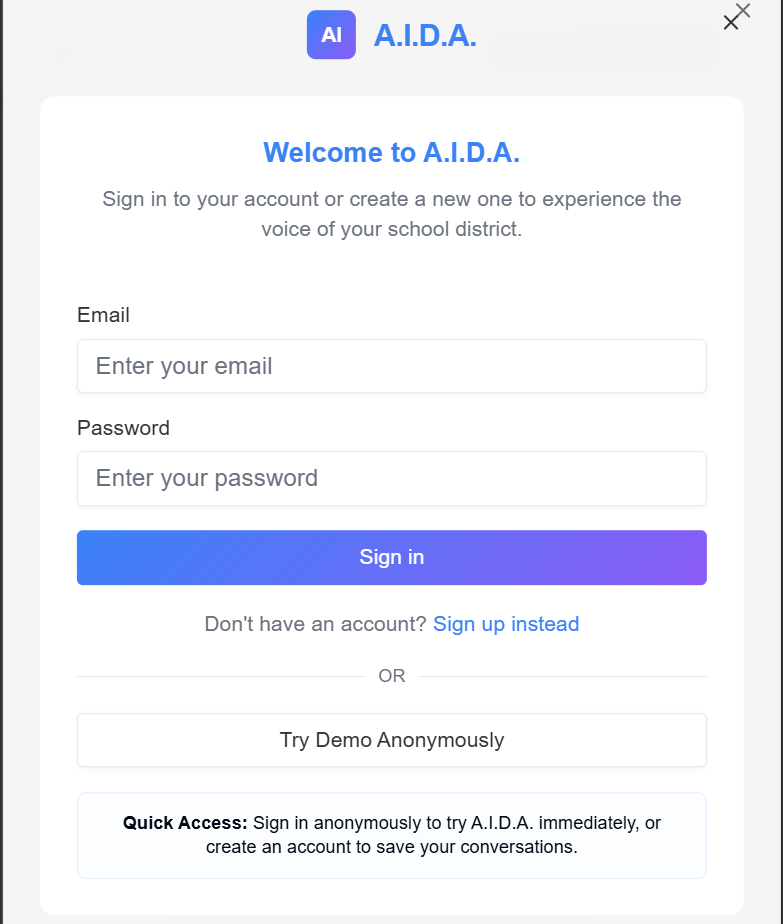 AI A.I.D.A.
Welcome to A.I.D.A.
Sign in to your account or create a new one to experience the
voice of your school district.
Email
Enter your email
Password
Enter your password
Sign in
Don't have an account? Sign up instead
OR
Try Demo Anonymously
Quick Access: Sign in anonymously to try A.I.D.A. immediately, or
create an account to save your conversations.